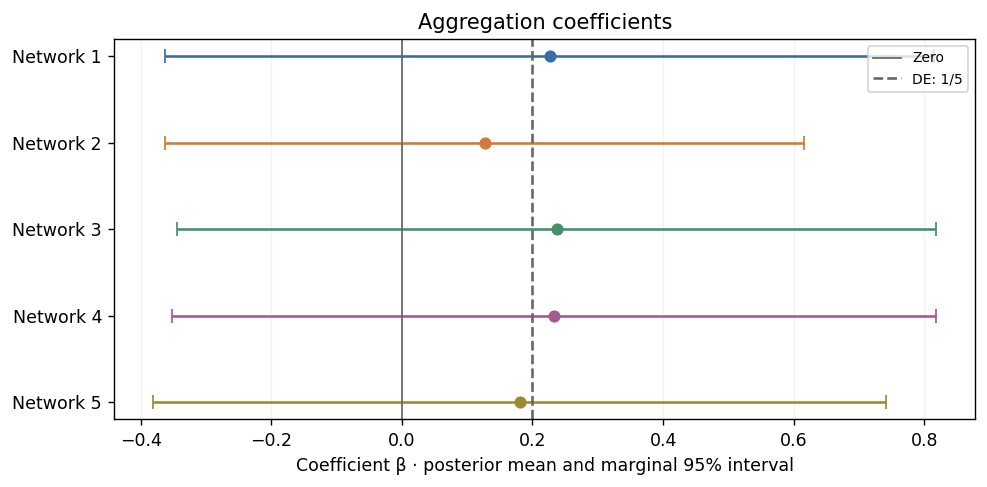 Aggregation coefficients
Network 1
Network 2
Network 3
Network 4
Network 5
Zero
DE: 1/5
−0.4
−0.2
0.0
0.2
0.4
0.6
0.8
Coefficient β · posterior mean and marginal 95% interval